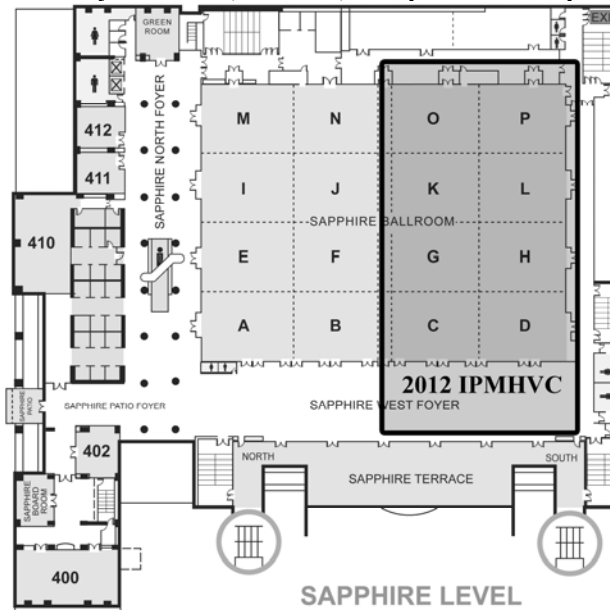 GREEN
ROOM
M
N
O
P
412
411
SAPPHIRE NORTH FOYER
I
J
K
L
SAPPHIRE BALLROOM
410
E
F
G
H
A
B
C
D
2012 IPMHVC
SAPPHIRE PATIO
SAPPHIRE PATIO FOYER
SAPPHIRE WEST FOYER
402
NORTH
SOUTH
SAPPHIRE TERRACE
SAPPHIRE
BOARD
ROOM
400
SAPPHIRE LEVEL